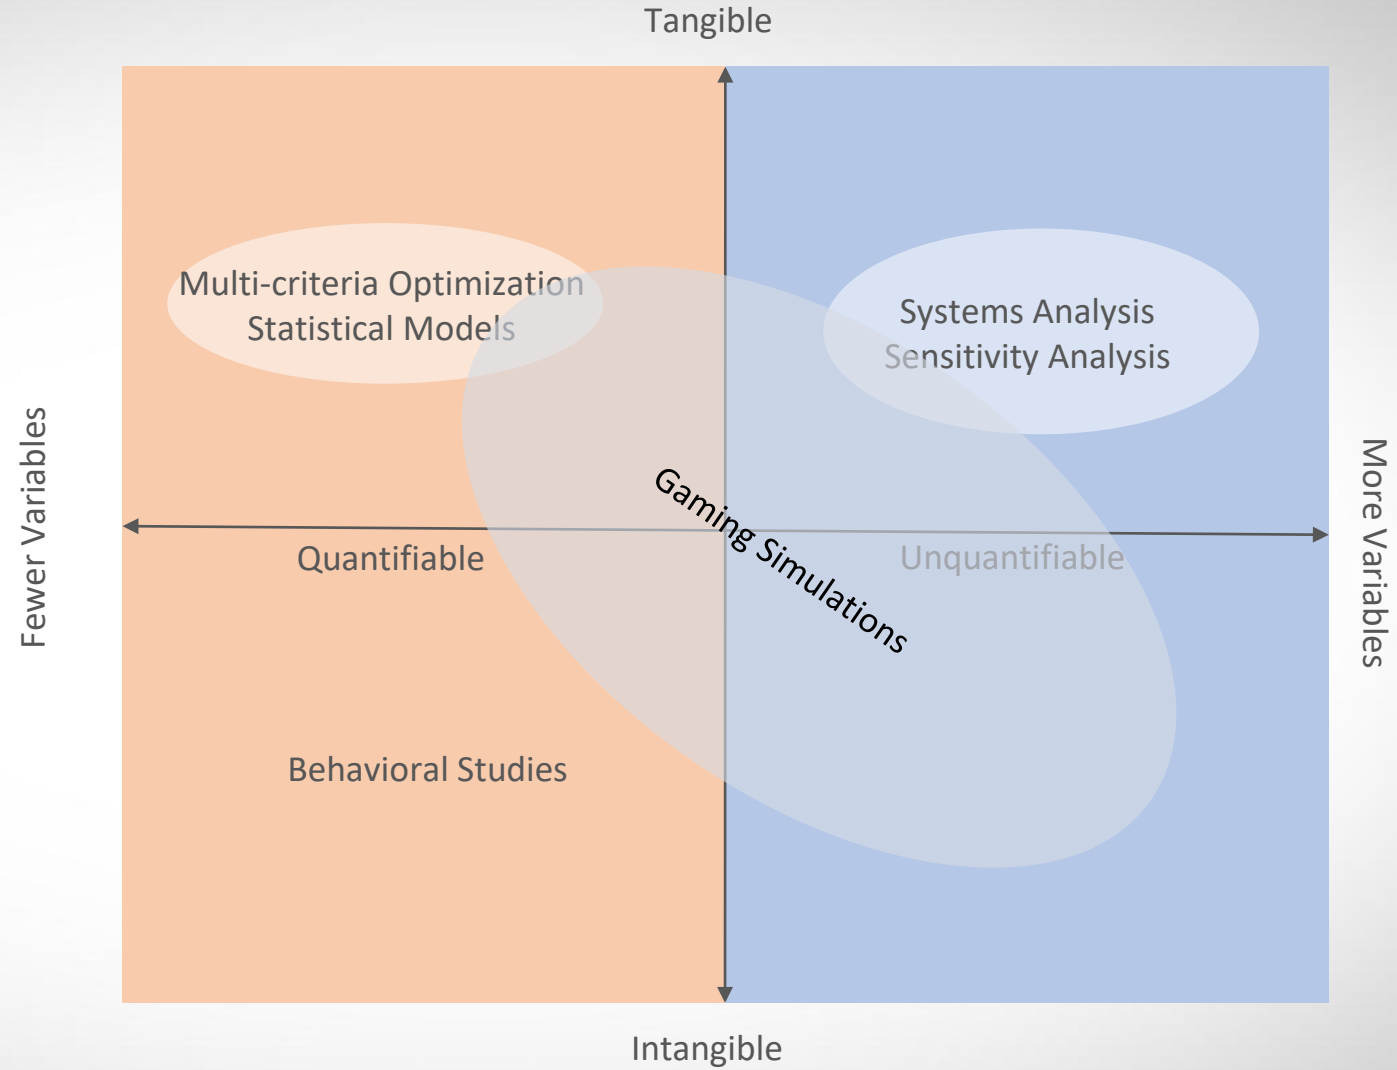 Tangible
Multi-criteria Optimization
Statistical Models
Systems Analysis
Sensitivity Analysis
Fewer Variables
More Variables
Gaming Simulations
Quantifiable
Unquantifiable
Behavioral Studies
Intangible